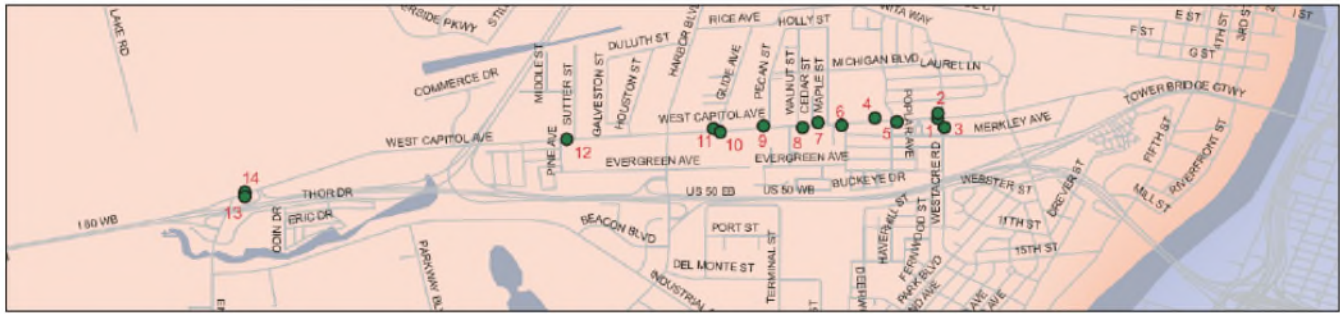 LAKE RD
ERSIDE PKWY
COMMERCE DR
MIDDLE ST
SUTTER ST
GALVESTON ST
HOUSTON ST
DULUTH ST
HARBOR BLV
RICE AVE
GLIDE AVE
PECAN ST
HOLLY ST
WALNUT ST
CEDAR ST
MAPLE ST
MICHIGAN BLVD
LAUREL LN
E ST
F ST
G ST
4TH ST
3RD ST
I ST
TOWER BRIDGE GTWY
WEST CAPITOL AVE
WEST CAPITOL AVE
PINE AVE
POPLAR AVE
MERKLEY AVE
1
2
3
4
5
6
7
8
9
10
11
12
13
14
EVERGREEN AVE
EVERGREEN AVE
BUCKEYE DR
WESTACRE RD
WEBSTER ST
DREVER ST
FIFTH ST
RIVERFRONT ST
MILL ST
US 50 EB
US 50 WB
THOR DR
I 80 WB
COIN DR
ERIC DR
PARKWAY BL
BEACON BLVD
PORT ST
DEL MONTE ST
INDUSTRIAL
TERMINAL ST
HAVERHILL ST
FERNWOOD ST
PARK BLVD
11TH ST
15TH ST